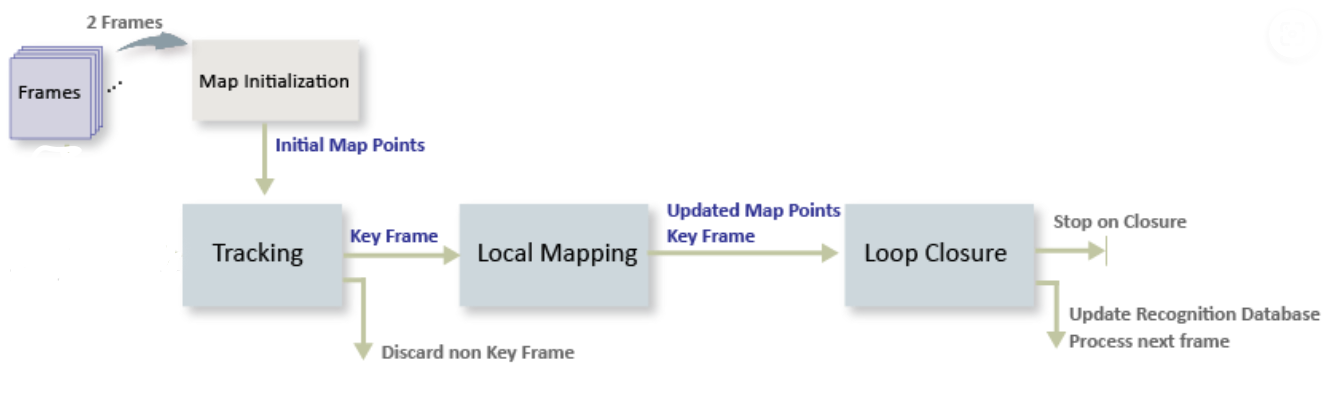 2 Frames
Frames
...
Map Initialization
Initial Map Points
Tracking
Key Frame
Local Mapping
Updated Map Points
Key Frame
Loop Closure
Stop on Closure
Discard non Key Frame
Update Recognition Database
Process next frame